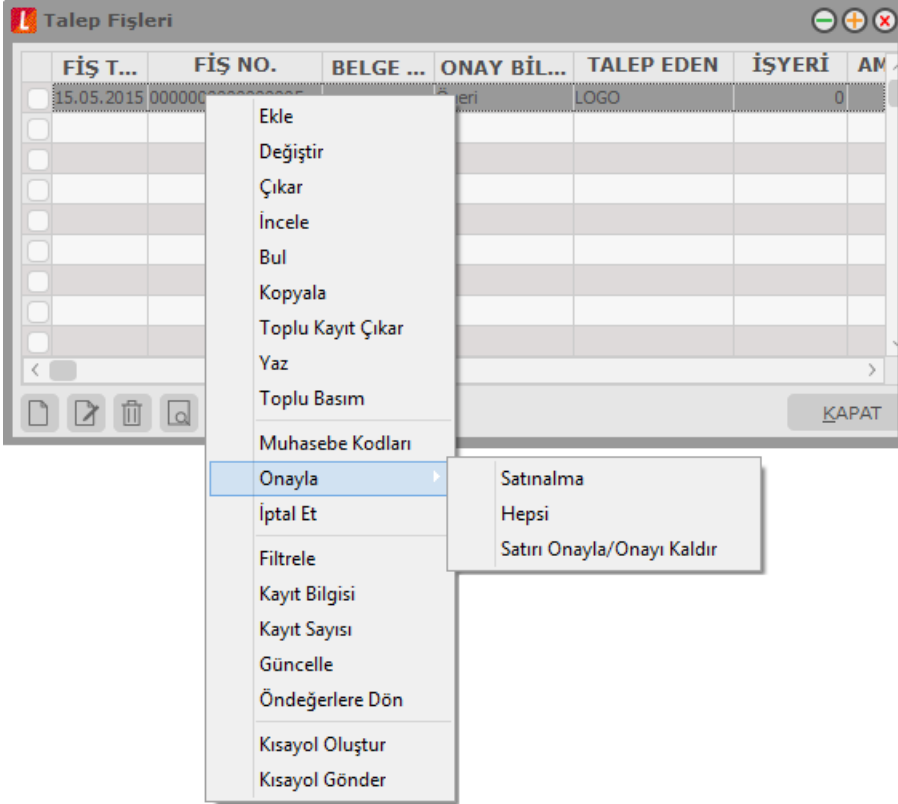 Talep Fişleri
FİŞ T... FİŞ NO. BELGE ... ONAY BİL... TALEP EDEN İŞYERİ AM
15.05.2015 Öneri LOGO 0
Ekle
Değiştir
Çıkar
İncele
Bul
Kopyala
Toplu Kayıt Çıkar
Yaz
Toplu Basım
KAPAT
Muhasebe Kodları
Onayla
Satınalma
İptal Et
Hepsi
Satırı Onayla/Onayı Kaldır
Filtrele
Kayıt Bilgisi
Kayıt Sayısı
Güncelle
Öndeğerlere Dön
Kısayol Oluştur
Kısayol Gönder